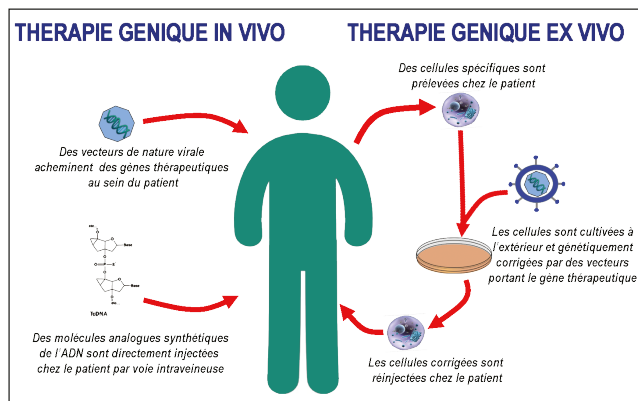 THERAPIE GENIQUE IN VIVO
THERAPIE GENIQUE EX VIVO
Des cellules spécifiques sont
prélevées chez le patient
Des vecteurs de nature virale
acheminent des gènes thérapeutiques
au sein du patient
Les cellules sont cultivées à
l'extérieur et génétiquement
corrigées par des vecteurs
portant le gène thérapeutique
TcDNA
Des molécules analogues synthétiques
de l'ADN sont directement injectées
chez le patient par voie intraveineuse
Les cellules corrigées sont
réinjectées chez le patient